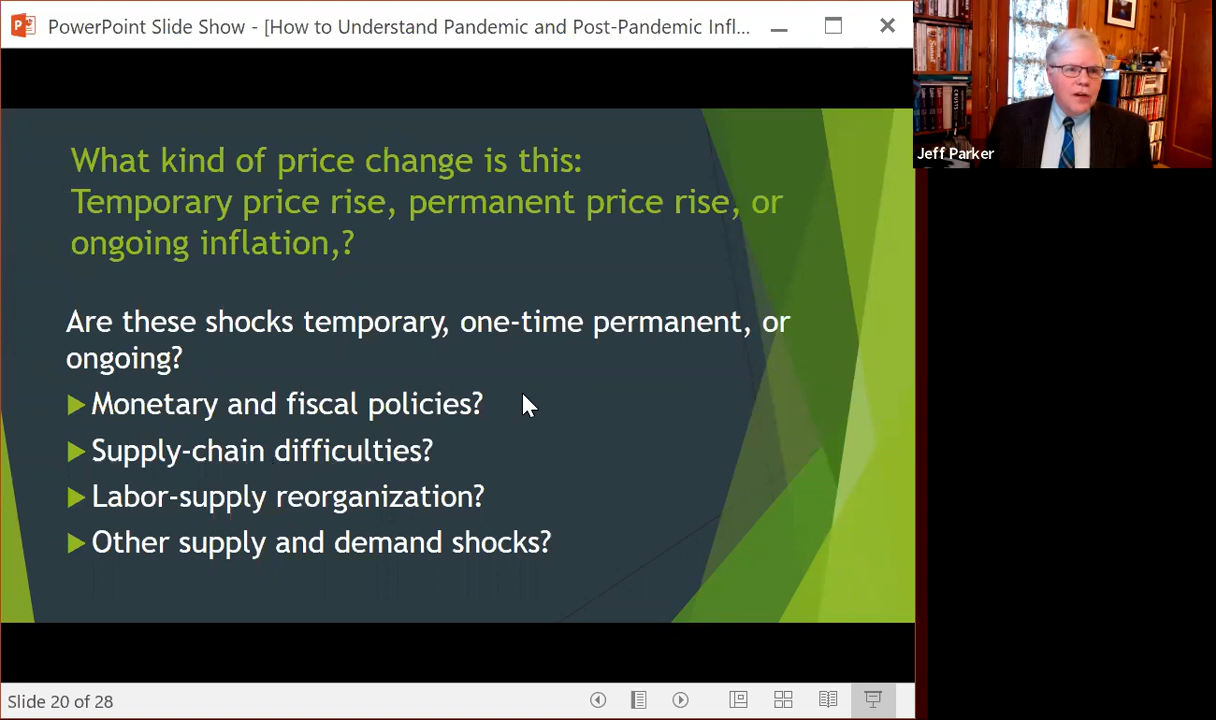 PowerPoint Slide Show - [How to Understand Pandemic and Post-Pandemic Infl...
Jeff Parker
What kind of price change is this:
Temporary price rise, permanent price rise, or
ongoing inflation,?
Are these shocks temporary, one-time permanent, or
ongoing?
Monetary and fiscal policies?
Supply-chain difficulties?
Labor-supply reorganization?
Other supply and demand shocks?
Slide 20 of 28